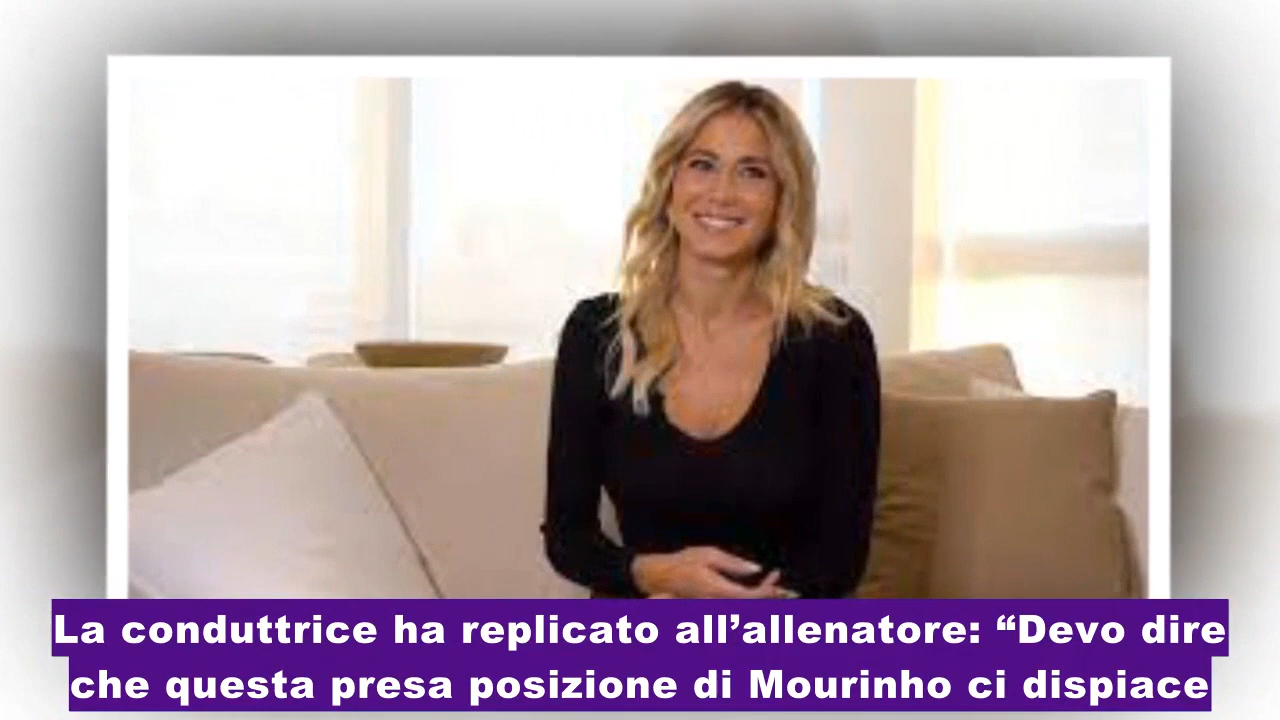 La conduttrice ha replicato all’allenatore: “Devo dire
che questa presa posizione di Mourinho ci dispiace